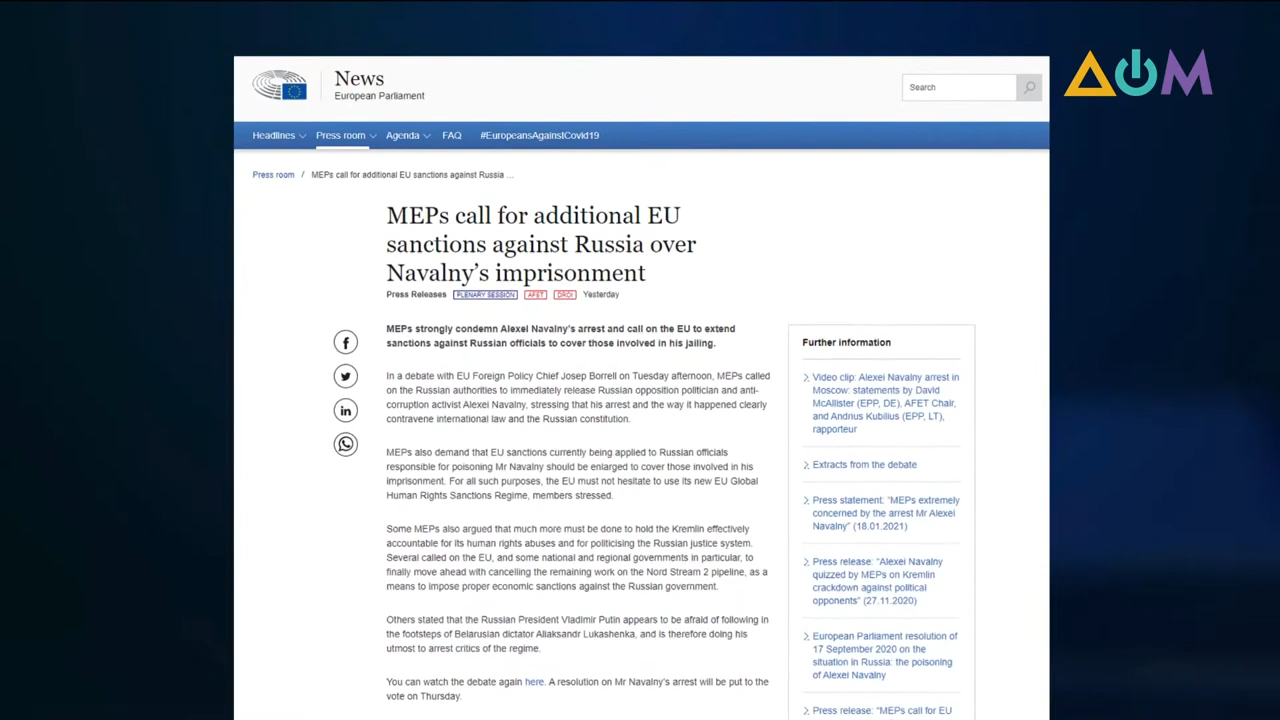 News
European Parliament
Search
ДОМ
Headlines
Press room
Agenda
FAQ
#EuropeansAgainstCovid19
Press room / MEPs call for additional EU sanctions against Russia ...
MEPs call for additional EU
sanctions against Russia over
Navalny’s imprisonment
Press Releases PLENARY SESSION AFET DROI Yesterday
MEPs strongly condemn Alexei Navalny’s arrest and call on the EU to extend
sanctions against Russian officials to cover those involved in his jailing.
In a debate with EU Foreign Policy Chief Josep Borrell on Tuesday afternoon, MEPs called
on the Russian authorities to immediately release Russian opposition politician and anti-
corruption activist Alexei Navalny, stressing that his arrest and the way it happened clearly
contravene international law and the Russian constitution.
MEPs also demand that EU sanctions currently being applied to Russian officials
responsible for poisoning Mr Navalny should be enlarged to cover those involved in his
imprisonment. For all such purposes, the EU must not hesitate to use its new EU Global
Human Rights Sanctions Regime, members stressed.
Some MEPs also argued that much more must be done to hold the Kremlin effectively
accountable for its human rights abuses and for politicising the Russian justice system.
Several called on the EU, and some national and regional governments in particular, to
finally move ahead with cancelling the remaining work on the Nord Stream 2 pipeline, as a
means to impose proper economic sanctions against the Russian government.
Others stated that the Russian President Vladimir Putin appears to be afraid of following in
the footsteps of Belarusian dictator Aliaksandr Lukashenka, and is therefore doing his
utmost to arrest critics of the regime.
You can watch the debate again here. A resolution on Mr Navalny’s arrest will be put to the
vote on Thursday.
Further information
Video clip: Alexei Navalny arrest in
Moscow: statements by David
McAllister (EPP, DE), AFET Chair,
and Andrius Kubilius (EPP, LT),
rapporteur
Extracts from the debate
Press statement: “MEPs extremely
concerned by the arrest Mr Alexei
Navalny” (18.01.2021)
Press release: “Alexei Navalny
quizzed by MEPs on Kremlin
crackdown against political
opponents” (27.11.2020)
European Parliament resolution of
17 September 2020 on the
situation in Russia: the poisoning
of Alexei Navalny
Press release: “MEPs call for EU